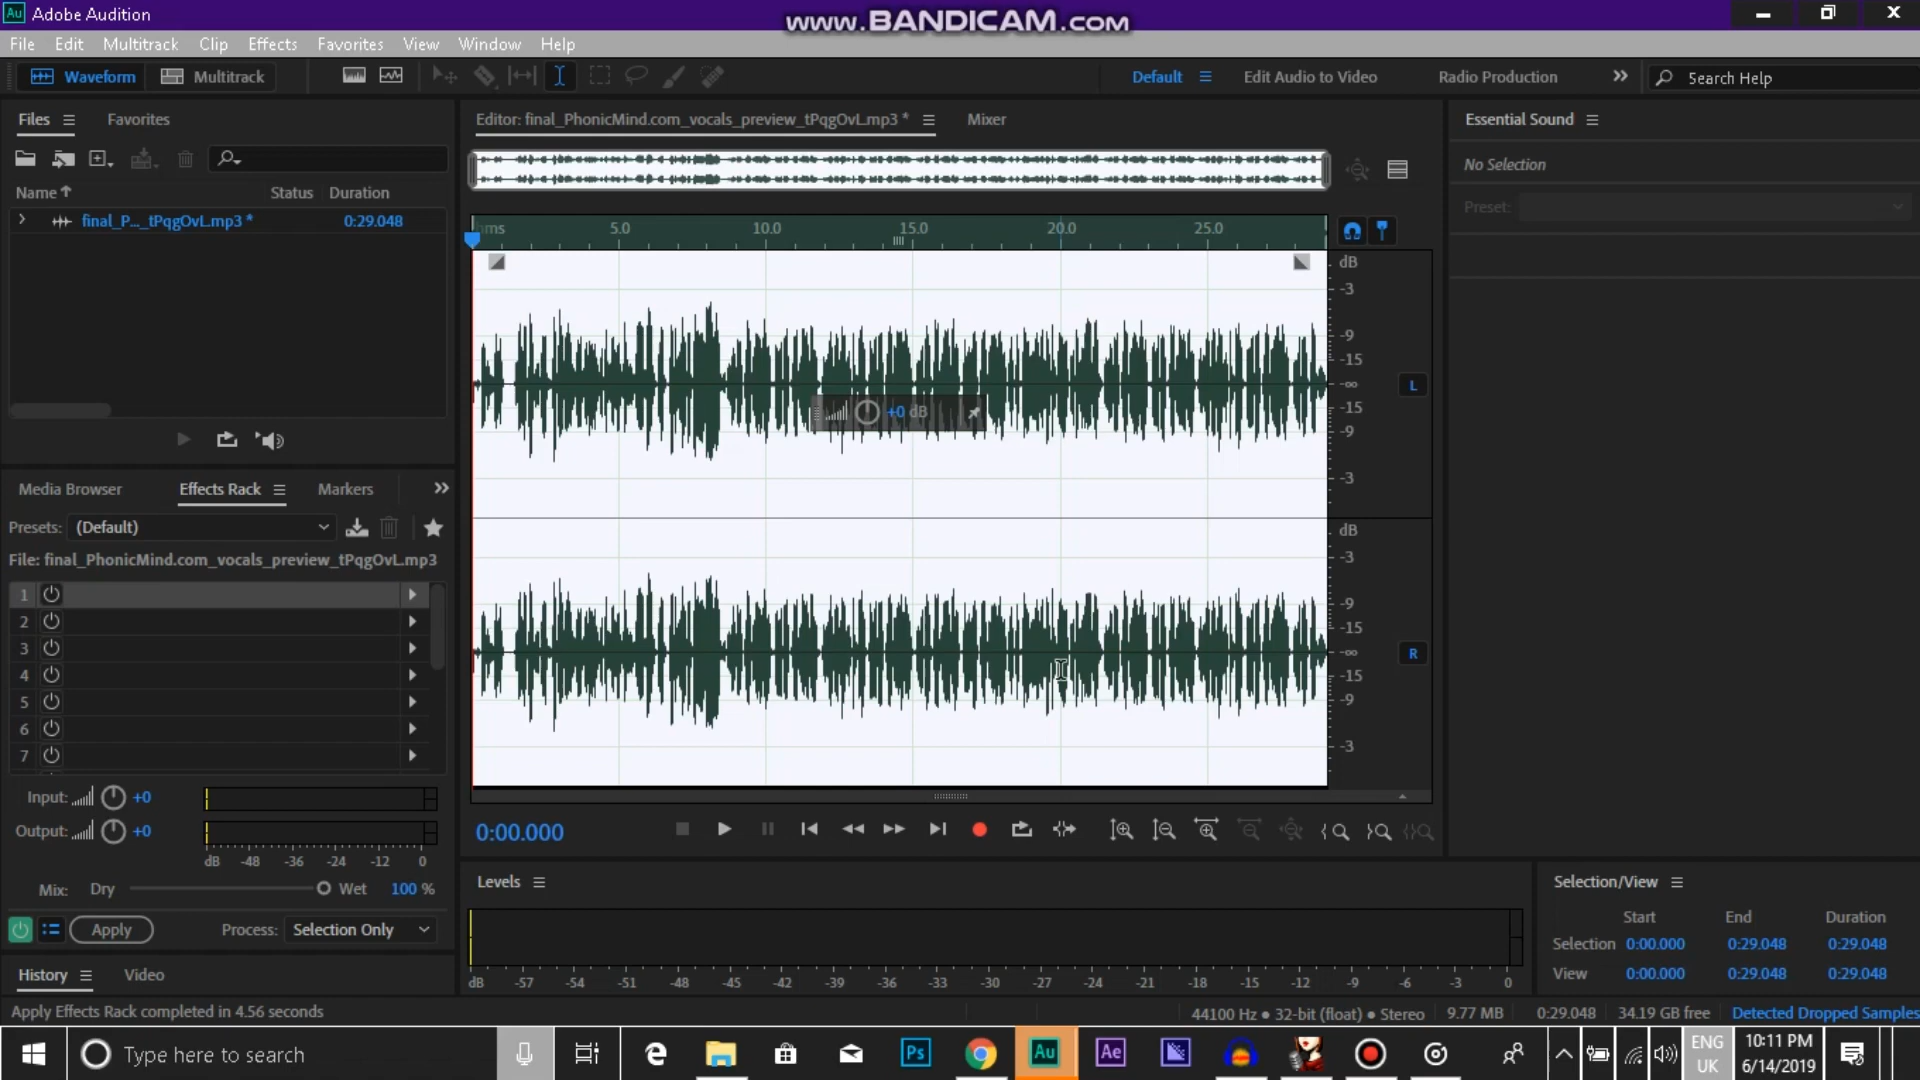 Au Adobe Audition
www.BANDICAM.com
File Edit Multitrack Clip Effects Favorites View Window Help
Waveform Multitrack Default Edit Audio to Video Radio Production Search Help
Files Favorites
Editor: final_PhonicMind.com_vocals_preview_tPqgOvL.mp3 * Mixer
Essential Sound
No Selection
Preset:
Name Status Duration
final_P..._tPqgOvL.mp3 * 0:29.048
hms 5.0 10.0 15.0 20.0 25.0
dB
-3
-9
-15
-∞
-15
-9
-3
L
+0 dB
dB
-3
-9
-15
-∞
-15
-9
-3
R
Media Browser Effects Rack Markers
Presets: (Default)
File: final_PhonicMind.com_vocals_preview_tPqgOvL.mp3
1
2
3
4
5
6
7
Input: +0
Output: +0
dB -48 -36 -24 -12 0
Mix: Dry Wet 100 %
Apply Process: Selection Only
History Video
Apply Effects Rack completed in 4.56 seconds
0:00.000
Levels
dB -57 -54 -51 -48 -45 -42 -39 -36 -33 -30 -27 -24 -21 -18 -15 -12 -9 -6 -3 0
Selection/View
Start End Duration
Selection 0:00.000 0:29.048 0:29.048
View 0:00.000 0:29.048 0:29.048
44100 Hz ● 32-bit (float) ● Stereo 9.77 MB 0:29.048 34.19 GB free Detected Dropped Samples
Type here to search
Ps Au Ae
ENG
UK
10:11 PM
6/14/2019